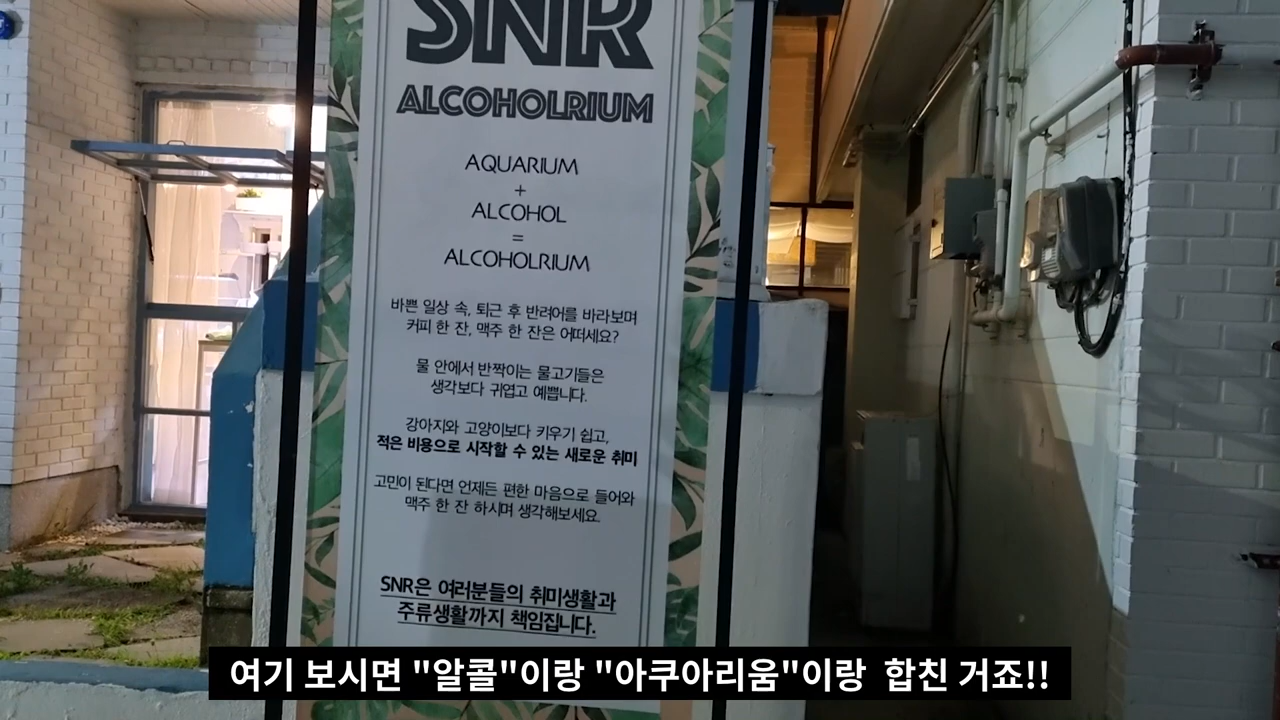 SNR
ALCOHOLRIUM
AQUARIUM
+
ALCOHOL
=
ALCOHOLRIUM
바쁜 일상 속, 퇴근 후 반려어를 바라보며
커피 한 잔, 맥주 한 잔은 어떠세요?
물 안에서 반짝이는 물고기들은
생각보다 귀엽고 예쁩니다.
강아지와 고양이보다 키우기 쉽고,
적은 비용으로 시작할 수 있는 새로운 취미
고민이 된다면 언제든 편한 마음으로 들어와
맥주 한 잔 하시며 생각해보세요.
SNR은 여러분들의 취미생활과
주류생활까지 책임집니다.
여기 보시면 "알콜"이랑 "아쿠아리움"이랑 합친 거죠!!